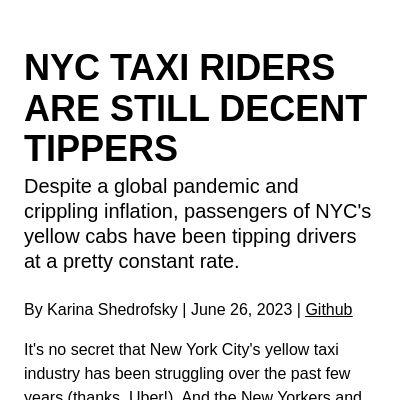 NYC TAXI RIDERS
ARE STILL DECENT
TIPPERS
Despite a global pandemic and
crippling inflation, passengers of NYC's
yellow cabs have been tipping drivers
at a pretty constant rate.
By Karina Shedrofsky | June 26, 2023 | Github
It's no secret that New York City's yellow taxi
industry has been struggling over the past few
years (thanks, Uber!). And the New Yorkers and